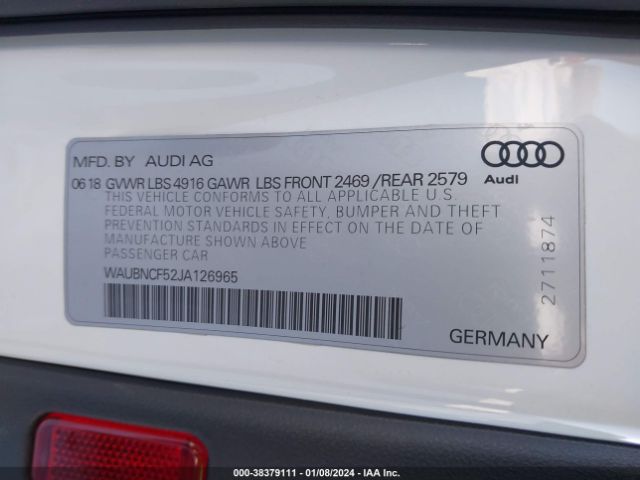 MFD. BY AUDI AG
06 18 GVWR LBS 4916 GAWR LBS FRONT 2469 /REAR 2579
Audi
THIS VEHICLE CONFORMS TO ALL APPLICABLE U.S.
FEDERAL MOTOR VEHICLE SAFETY, BUMPER AND THEFT
PREVENTION STANDARDS IN EFFECT ON THE DATE OF
MANUFACTURE SHOWN ABOVE
PASSENGER CAR
WAUBNCF52JA126965
2711874
GERMANY
000-38379111 - 01/08/2024 - IAA Inc.